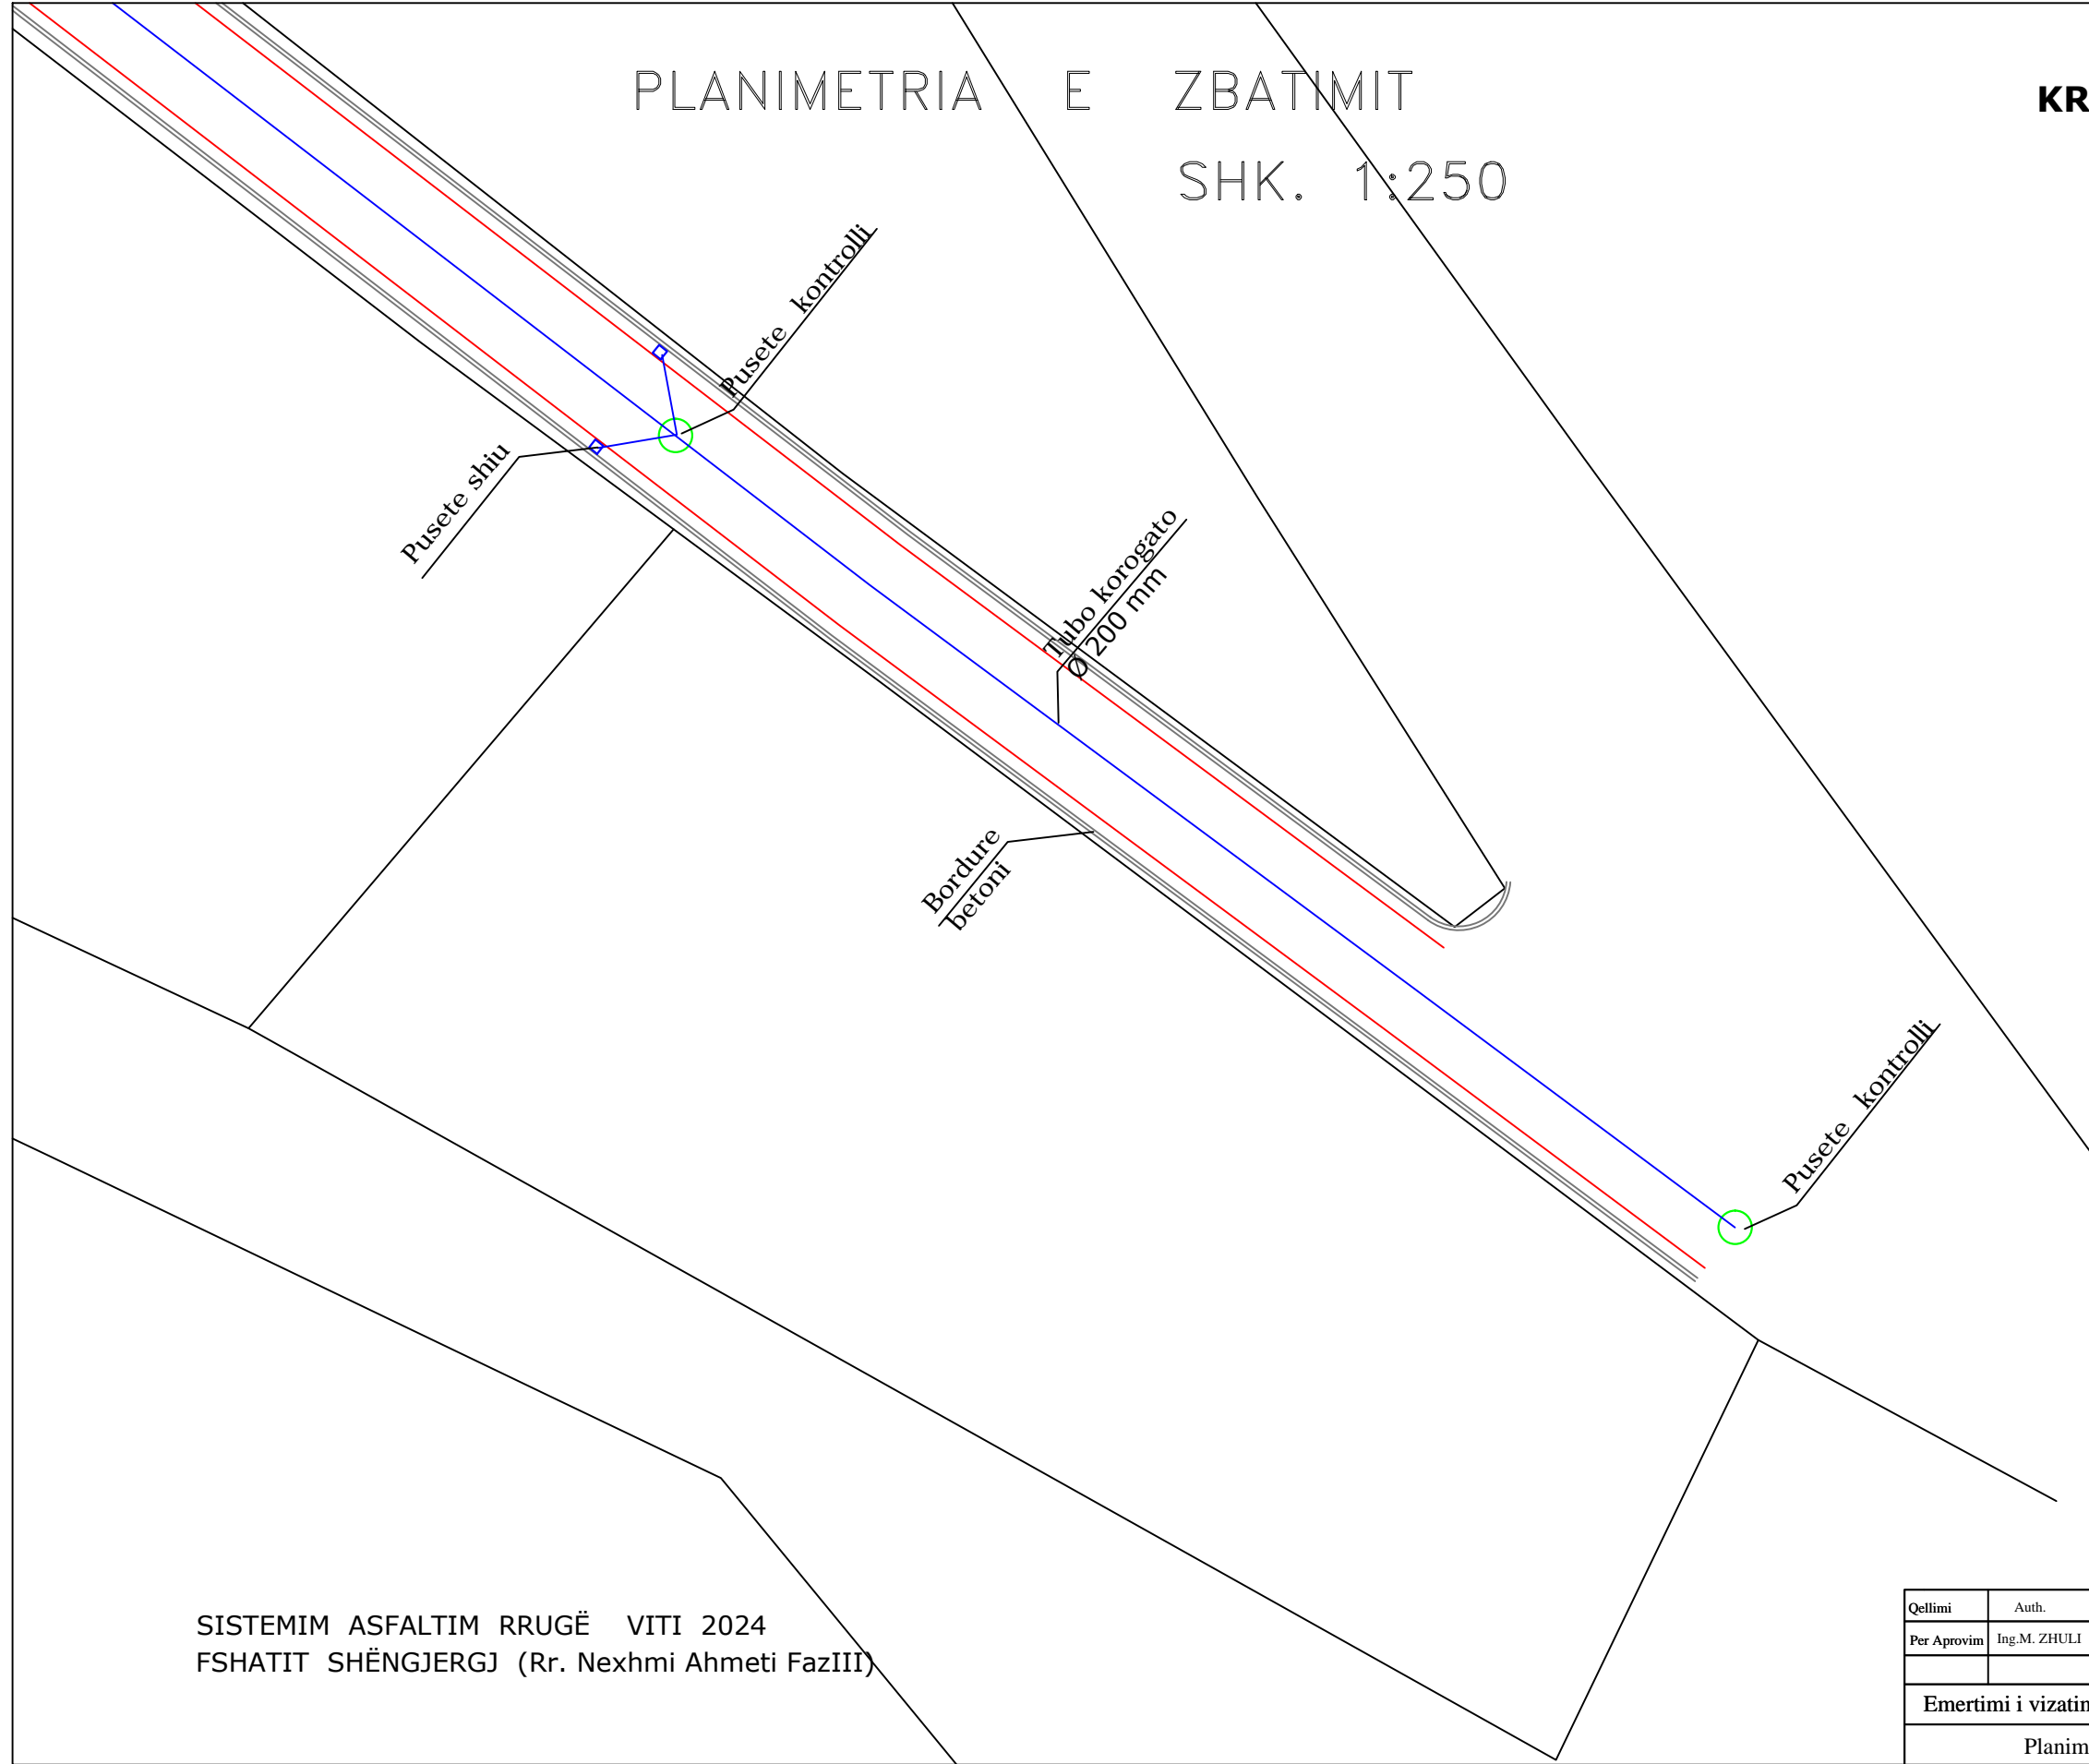 PLANIMETRIA E ZBATIMIT
SHK. 1:250
KR
Pusete kontrolli
Pusete shiu
Tubo korogato
Ø 200 mm
Bordure
betoni
Pusete kontrolli
SISTEMIM ASFALTIM RRUGË VITI 2024
FSHATIT SHËNGJERGJ (Rr. Nexhmi Ahmeti FazIII)
Qellimi Auth.
Per Aprovim Ing.M. ZHULI
Emertimi i vizatim
Planim